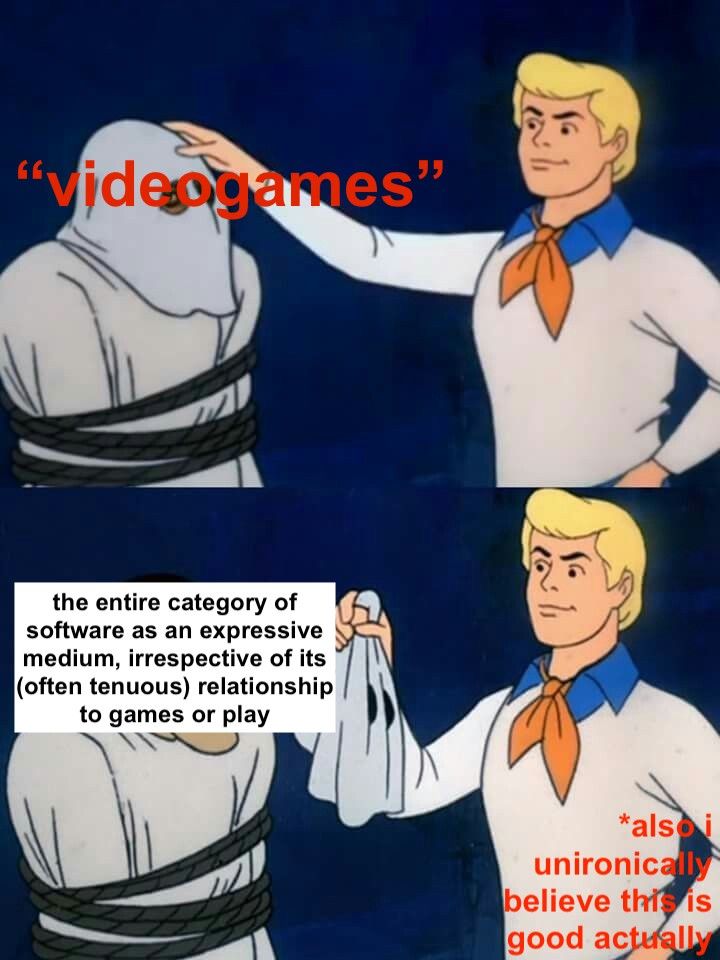 “videogames”
the entire category of
software as an expressive
medium, irrespective of its
(often tenuous) relationship
to games or play
*also i
unironically
believe this is
good actually